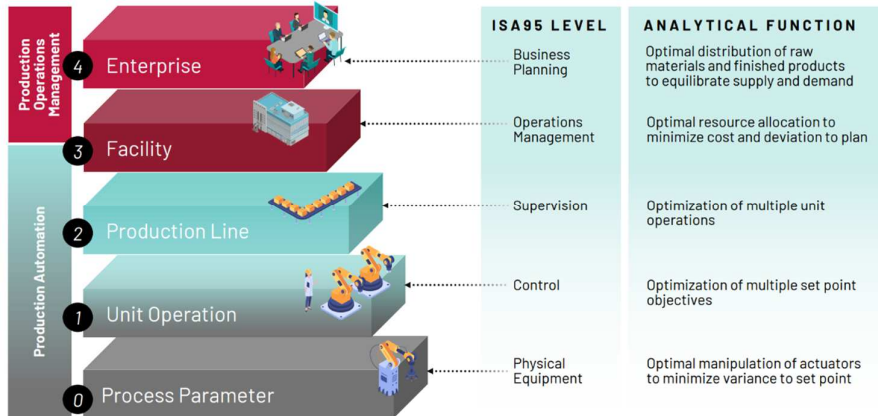 ISA95 LEVEL
ANALYTICAL FUNCTION
Production
Operations
Management
4
Enterprise
Business
Planning
Optimal distribution of raw
materials and finished products
to equilibrate supply and demand
3
Facility
Operations
Management
Optimal resource allocation to
minimize cost and deviation to plan
Production Automation
2
Production Line
Supervision
Optimization of multiple unit
operations
1
Unit Operation
Control
Optimization of multiple set point
objectives
0
Process Parameter
Physical
Equipment
Optimal manipulation of actuators
to minimize variance to set point